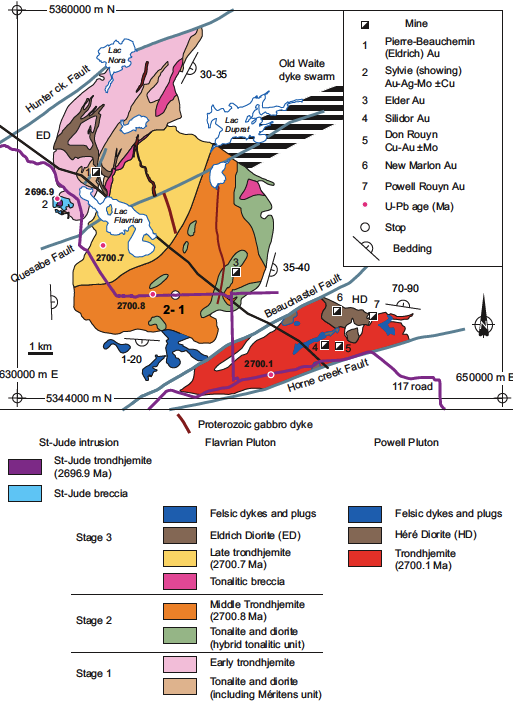 5360000 m N
Mine
1 Pierre-Beauchemin
(Eldrich) Au
2 Sylvie (showing)
Au-Ag-Mo ±Cu
3 Elder Au
4 Silidor Au
5 Don Rouyn
Cu-Au ±Mo
6 New Marlon Au
7 Powell Rouyn Au
U-Pb age (Ma)
Stop
Bedding
Lac
Nora
30-35
Hunter ck. Fault
Old Waite
dyke swarm
Lac
Duprat
ED
1
2696.9
2
Lac
Flavrian
2700.7
Quesabe Fault
3
35-40
Beauchastel Fault
70-90
2700.8
2- 1
6
HD
7
4
5
1 km
1-20
2700.1
Horne creek Fault
117 road
630000 m E
650000 m E
5344000 m N
Proterozoic gabbro dyke
St-Jude intrusion
Flavrian Pluton
Powell Pluton
St-Jude trondhjemite
(2696.9 Ma)
St-Jude breccia
Stage 3
Felsic dykes and plugs
Eldrich Diorite (ED)
Late trondhjemite
(2700.7 Ma)
Tonalitic breccia
Felsic dykes and plugs
Héré Diorite (HD)
Trondhjemite
(2700.1 Ma)
Stage 2
Middle Trondhjemite
(2700.8 Ma)
Tonalite and diorite
(hybrid tonalitic unit)
Stage 1
Early trondhjemite
Tonalite and diorite
(including Méritens unit)